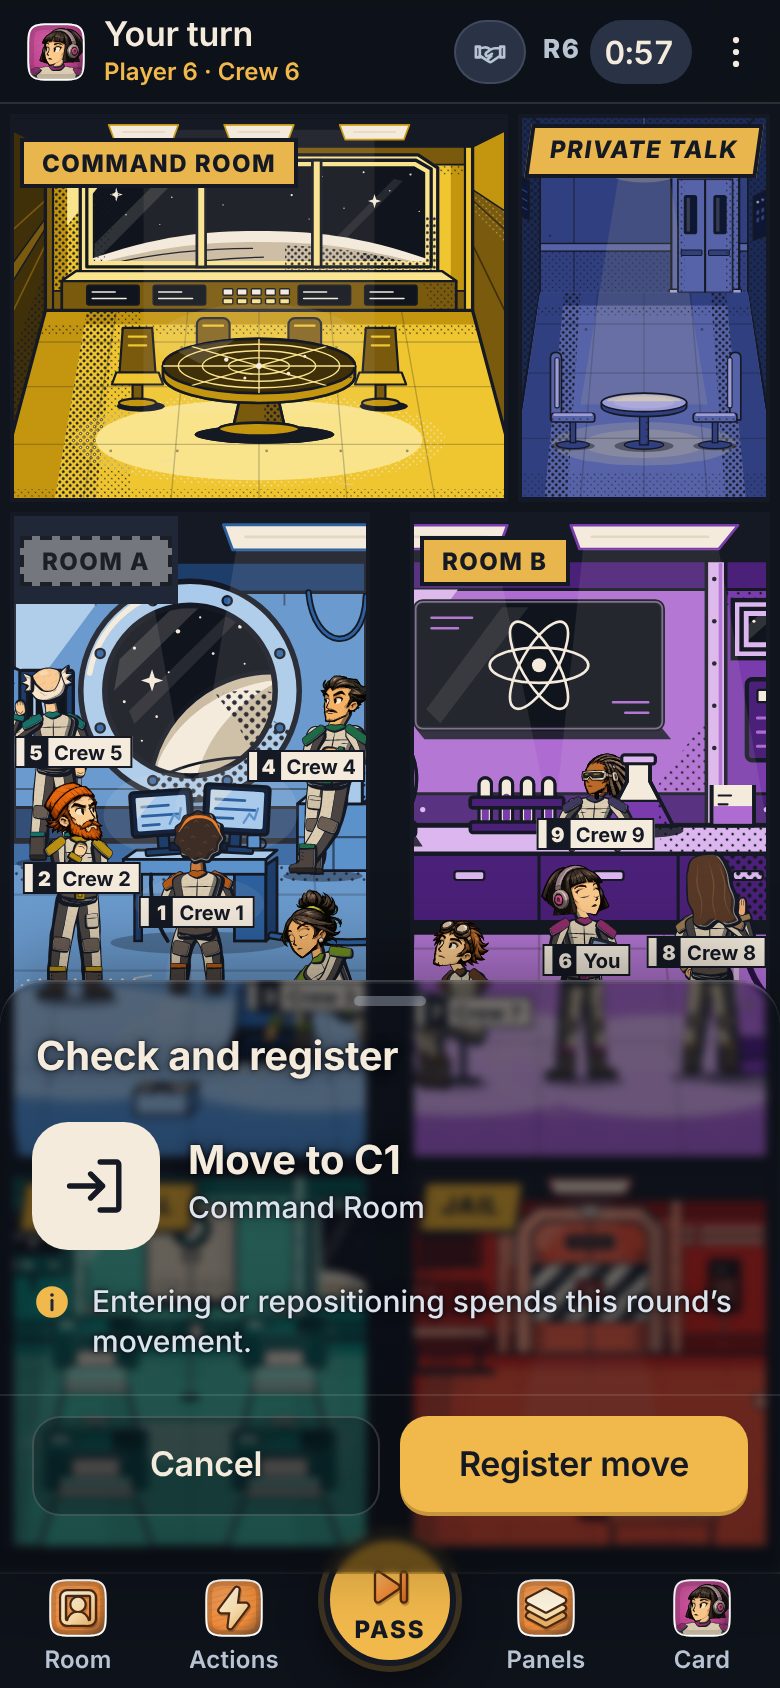 Your turn
Player 6 · Crew 6
R6
0:57
COMMAND ROOM
PRIVATE TALK
ROOM A
ROOM B
5 Crew 5
4 Crew 4
2 Crew 2
1 Crew 1
9 Crew 9
6 You
8 Crew 8
Check and register
Move to C1
Command Room
JAIL
Entering or repositioning spends this round’s
movement.
Cancel
Register move
Room
Actions
PASS
Panels
Card